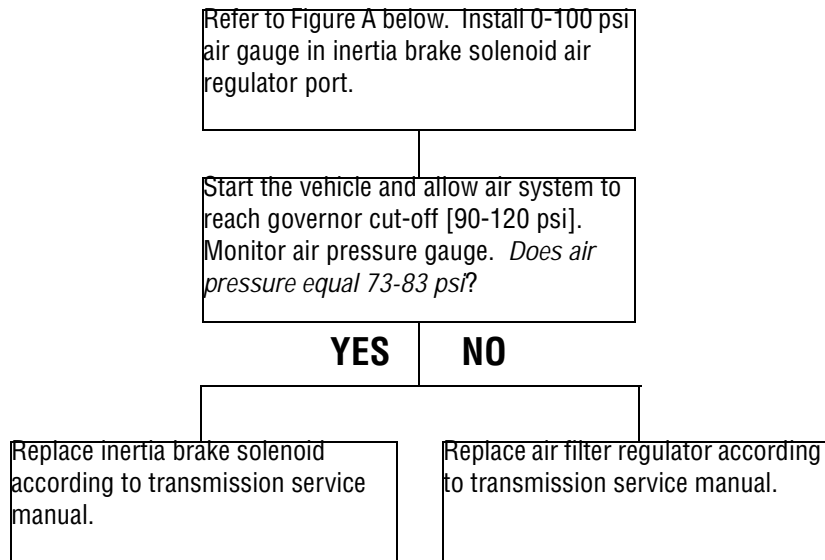 Refer to Figure A below. Install 0-100 psi
air gauge in inertia brake solenoid air
regulator port.
Start the vehicle and allow air system to
reach governor cut-off [90-120 psi].
Monitor air pressure gauge. Does air
pressure equal 73-83 psi?
YES NO
Replace inertia brake solenoid
according to transmission service
manual.
Replace air filter regulator according
to transmission service manual.